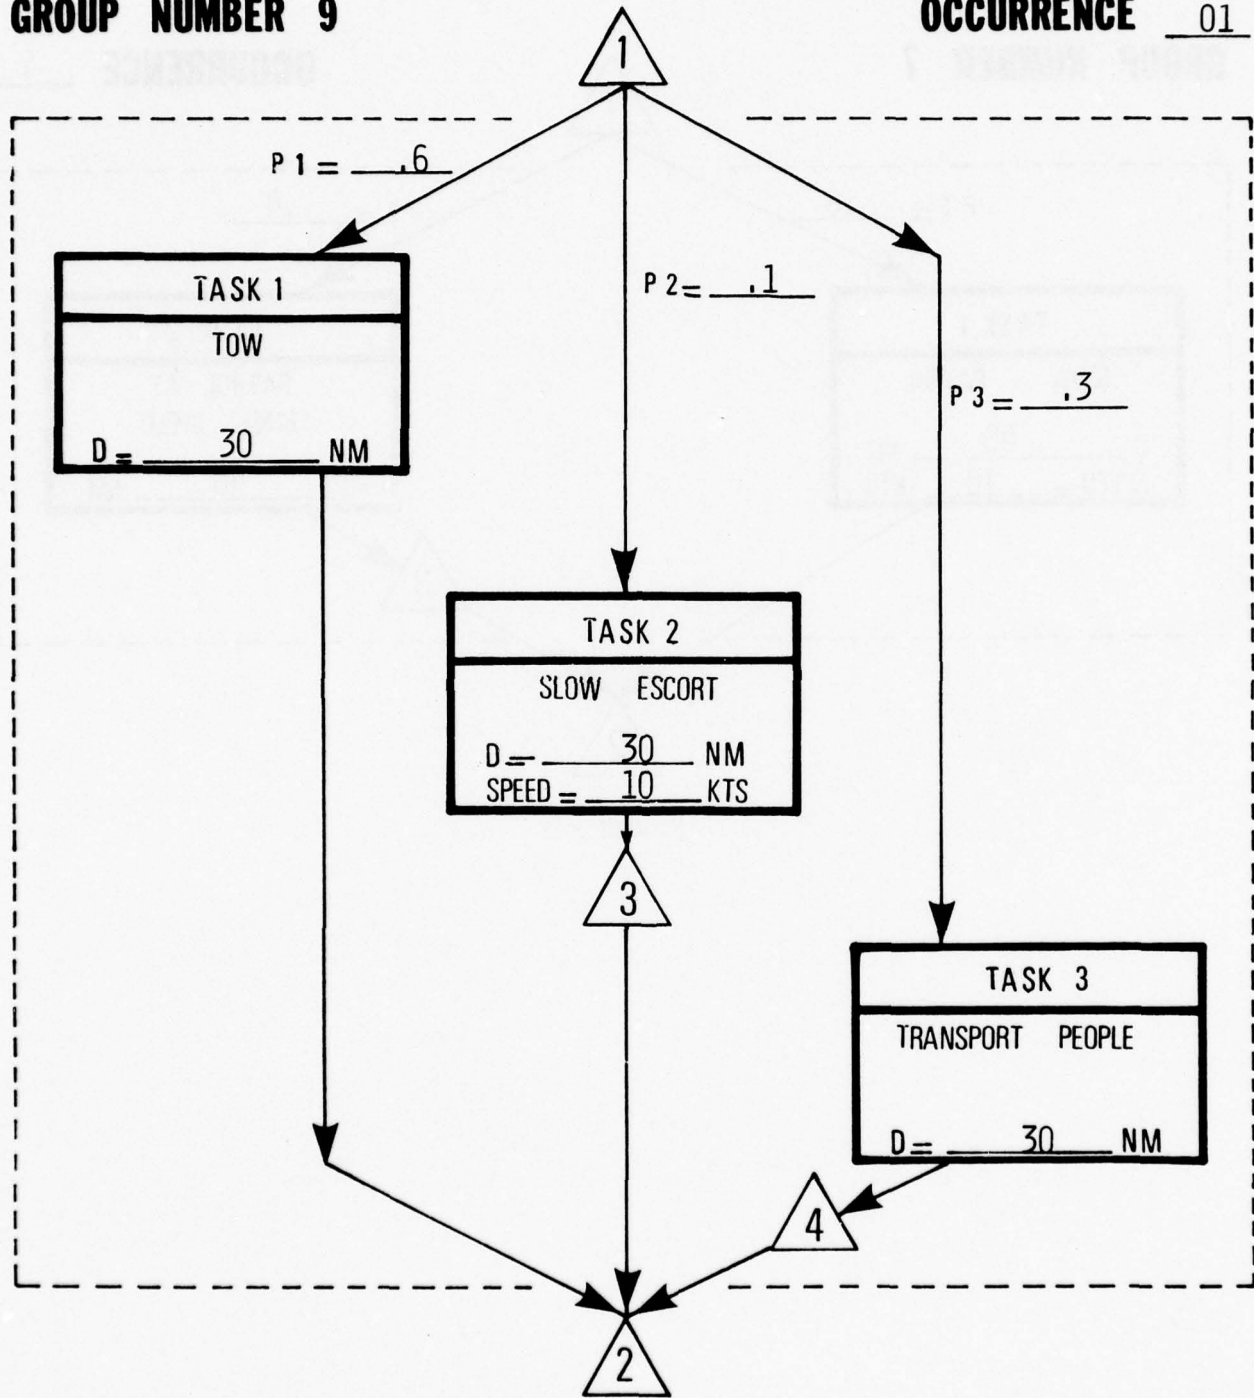 GROUP NUMBER 9
OCCURRENCE 01
1
P 1 = .6
TASK 1
TOW
D = 30 NM
P 2 = .1
P 3 = .3
TASK 2
SLOW ESCORT
D = 30 NM
SPEED = 10 KTS
3
TASK 3
TRANSPORT PEOPLE
D = 30 NM
4
2